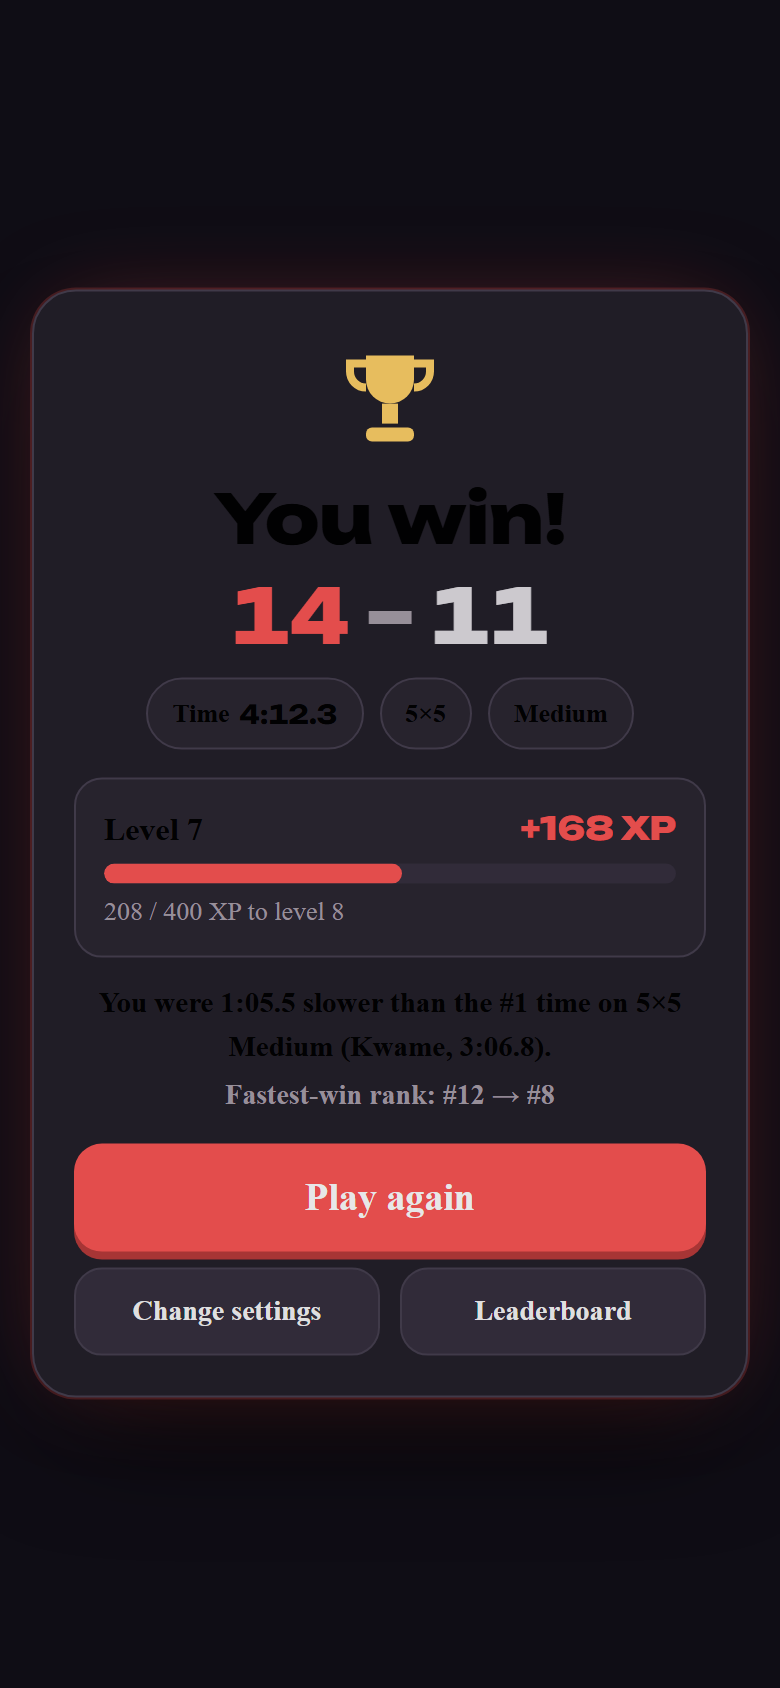 You win!
14 – 11
Time 4:12.3
5×5
Medium
Level 7
+168 XP
208 / 400 XP to level 8
You were 1:05.5 slower than the #1 time on 5×5
Medium (Kwame, 3:06.8).
Fastest-win rank: #12 → #8
Play again
Change settings
Leaderboard